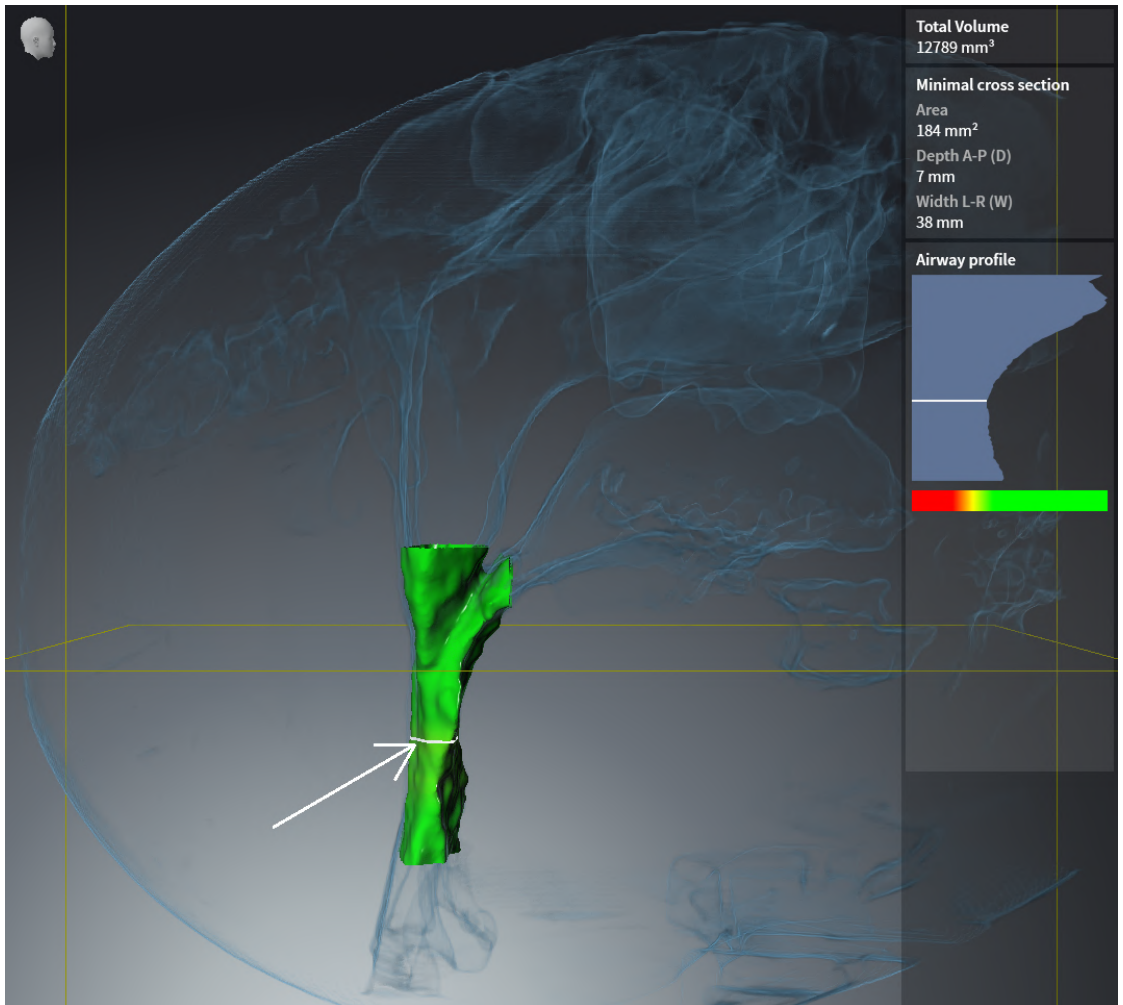 Total Volume
12789 mm³
Minimal cross section
Area
184 mm²
Depth A-P (D)
7 mm
Width L-R (W)
38 mm
Airway profile